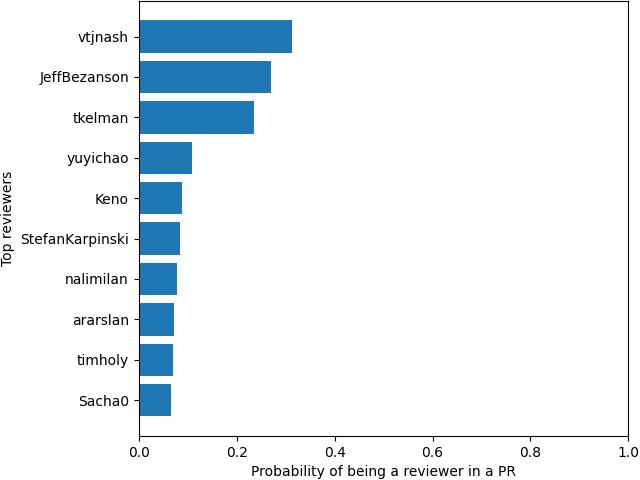 vtjnash
JeffBezanson
tkelman
yuyichao
Keno
StefanKarpinski
nalimilan
ararslan
timholy
Sacha0
Top reviewers
0.0 0.2 0.4 0.6 0.8 1.0
Probability of being a reviewer in a PR